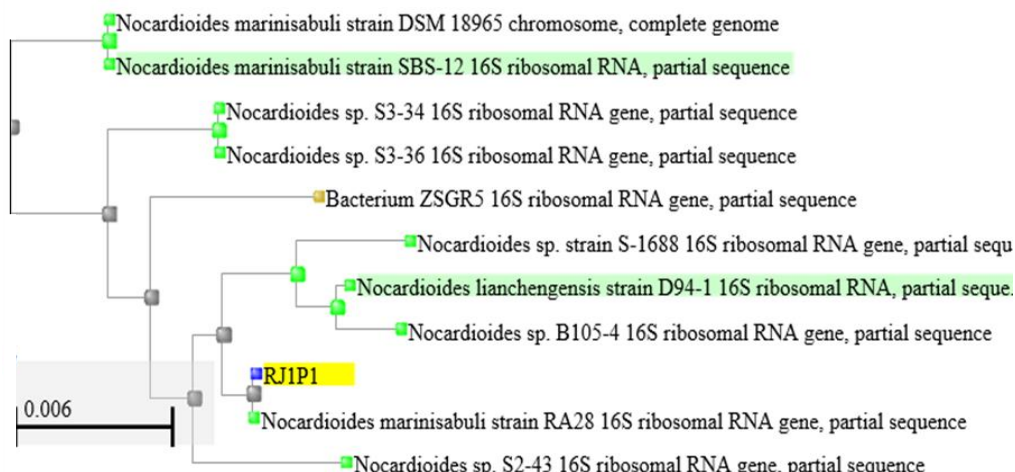 Nocardioides marinisabuli strain DSM 18965 chromosome, complete genome
Nocardioides marinisabuli strain SBS-12 16S ribosomal RNA, partial sequence
Nocardioides sp. S3-34 16S ribosomal RNA gene, partial sequence
Nocardioides sp. S3-36 16S ribosomal RNA gene, partial sequence
Bacterium ZSGR5 16S ribosomal RNA gene, partial sequence
Nocardioides sp. strain S-1688 16S ribosomal RNA gene, partial sequ
Nocardioides lianchengensis strain D94-1 16S ribosomal RNA, partial seque.
Nocardioides sp. B105-4 16S ribosomal RNA gene, partial sequence
RJ1P1
0.006
Nocardioides marinisabuli strain RA28 16S ribosomal RNA gene, partial sequence
Nocardioides sp. S2-43 16S ribosomal RNA gene, partial sequence